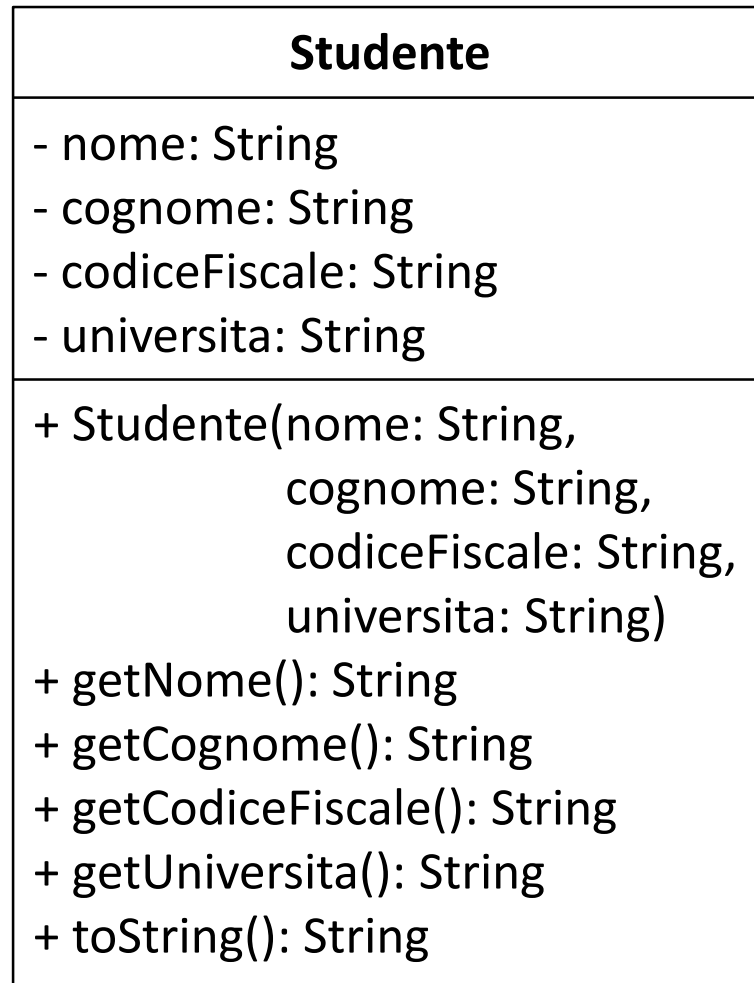 Studente
- nome: String
- cognome: String
- codiceFiscale: String
- universita: String
+ Studente(nome: String,
cognome: String,
codiceFiscale: String,
universita: String)
+ getNome(): String
+ getCognome(): String
+ getCodiceFiscale(): String
+ getUniversita(): String
+ toString(): String